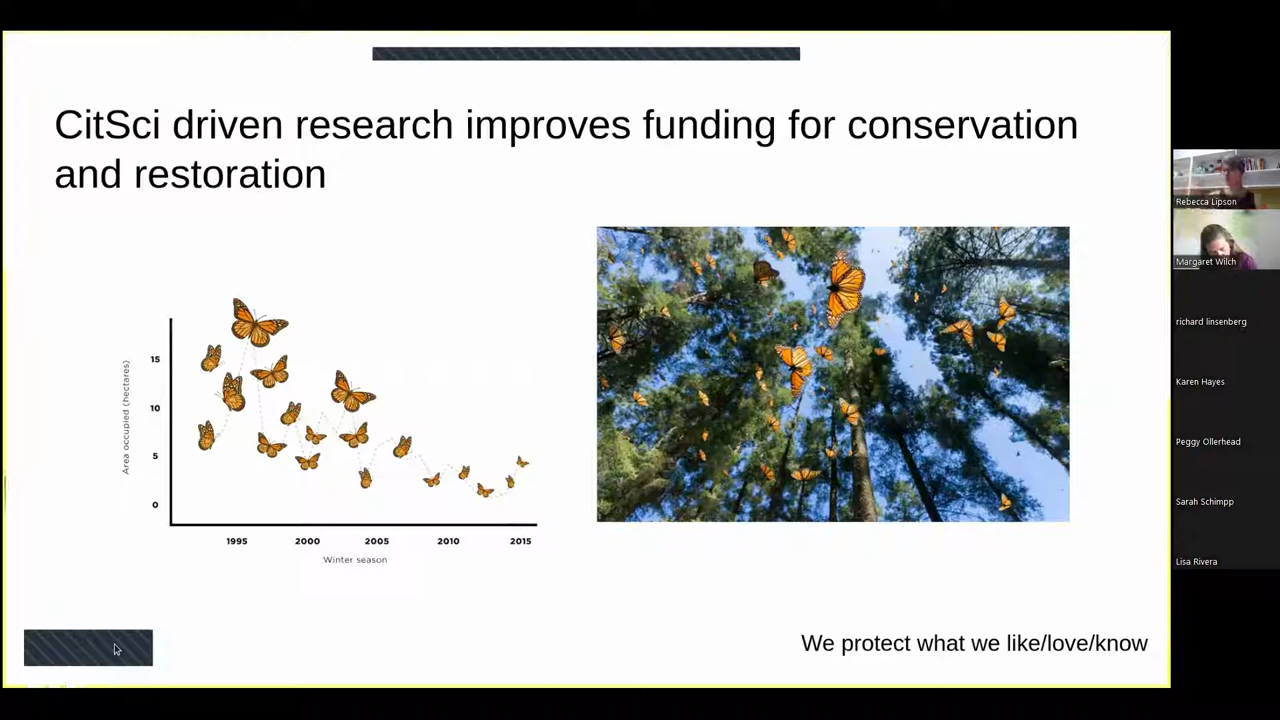 CitSci driven research improves funding for conservation
and restoration
Area occupied (hectares)
15
10
5
0
1995 2000 2005 2010 2015
Winter season
We protect what we like/love/know
Rebecca Lipson
Margaret Wilch
richard linsenberg
Karen Hayes
Peggy Ollerhead
Sarah Schimpp
Lisa Rivera